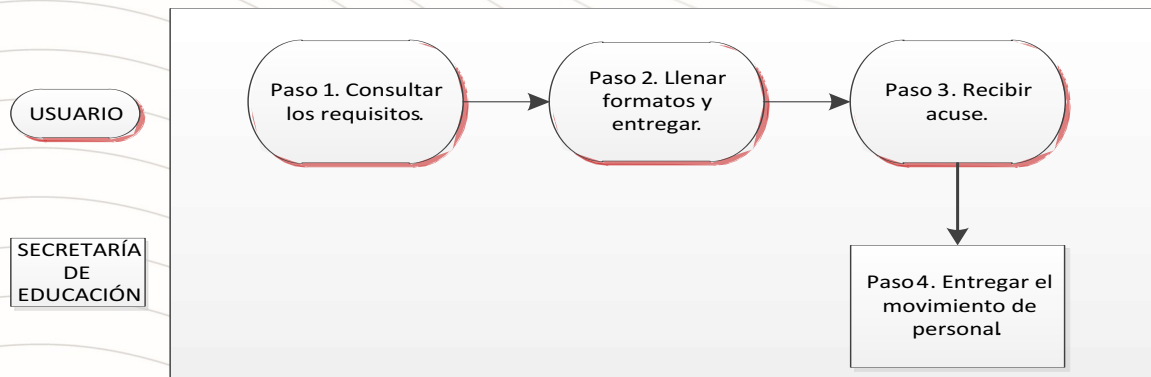 USUARIO
Paso 1. Consultar
los requisitos.
Paso 2. Llenar
formatos y
entregar.
Paso 3. Recibir
acuse.
SECRETARÍA
DE
EDUCACIÓN
Paso4. Entregar el
movimiento de
personal.